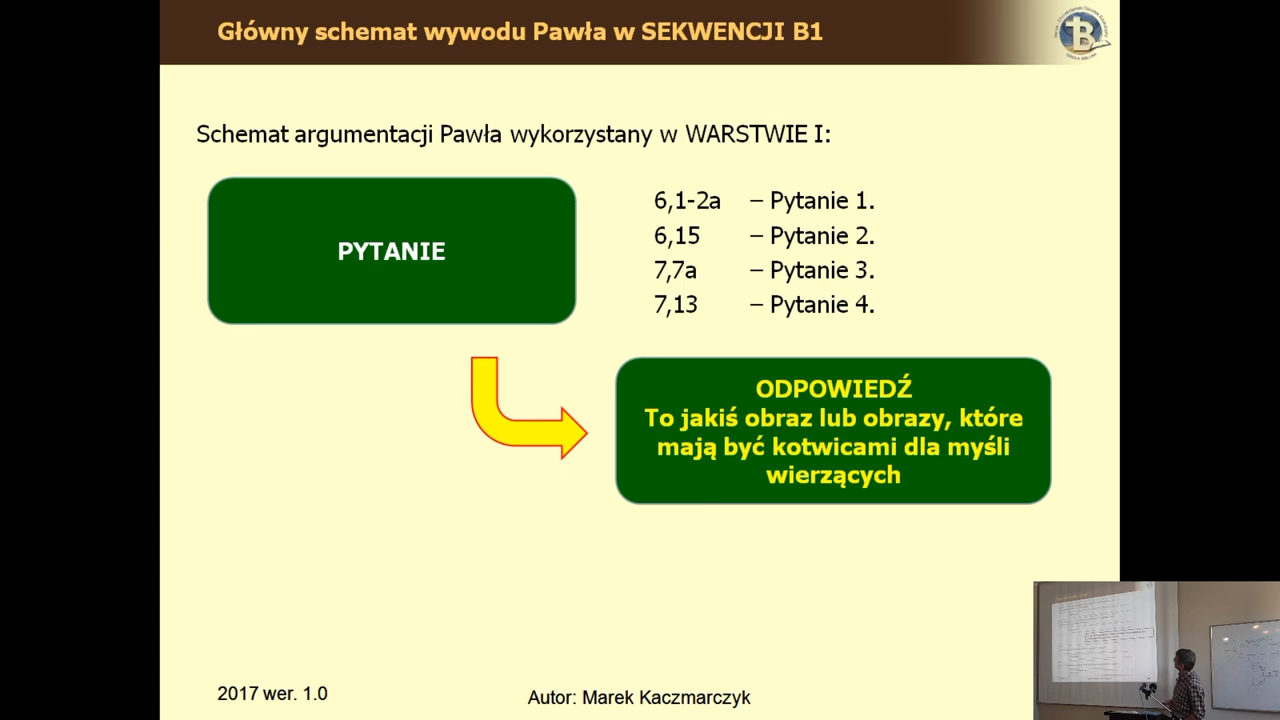 Główny schemat wywodu Pawła w SEKWENCJI B1
Schemat argumentacji Pawła wykorzystany w WARSTWIE I:
PYTANIE
6,1-2a – Pytanie 1.
6,15 – Pytanie 2.
7,7a – Pytanie 3.
7,13 – Pytanie 4.
ODPOWIEDŹ
To jakiś obraz lub obrazy, które
mają być kotwicami dla myśli
wierzących
2017 wer. 1.0
Autor: Marek Kaczmarczyk